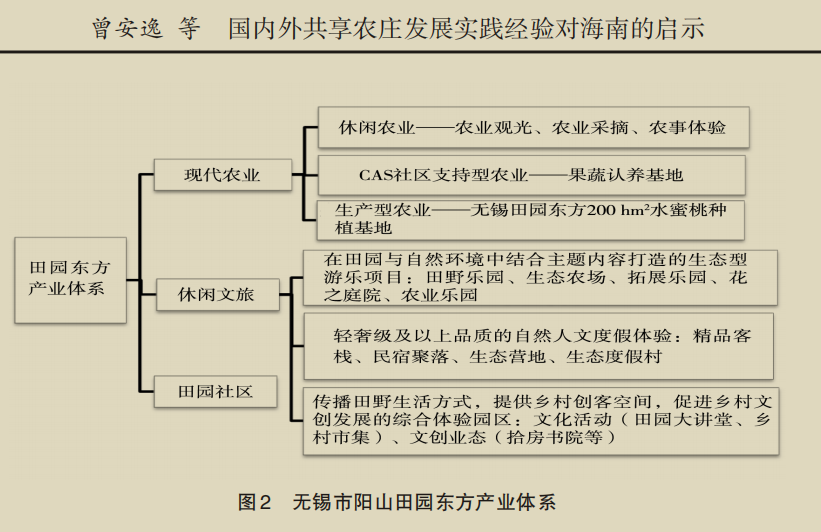 曾安逸 等 国内外共享农庄发展实践经验对海南的启示
田园东方
产业体系
现代农业
休闲农业——农业观光、农业采摘、农事体验
CAS社区支持型农业——果蔬认养基地
生产型农业——无锡田园东方200 hm²水蜜桃种
植基地
休闲文旅
在田园与自然环境中结合主题内容打造的生态型
游乐项目：田野乐园、生态农场、拓展乐园、花
之庭院、农业乐园
轻奢级及以上品质的自然人文度假体验：精品客
栈、民宿聚落、生态营地、生态度假村
传播田野生活方式，提供乡村创客空间，促进乡村文
创发展的综合体验园区：文化活动（田园大讲堂、乡
村市集）、文创业态（拾房书院等）
田园社区
图2 无锡市阳山田园东方产业体系